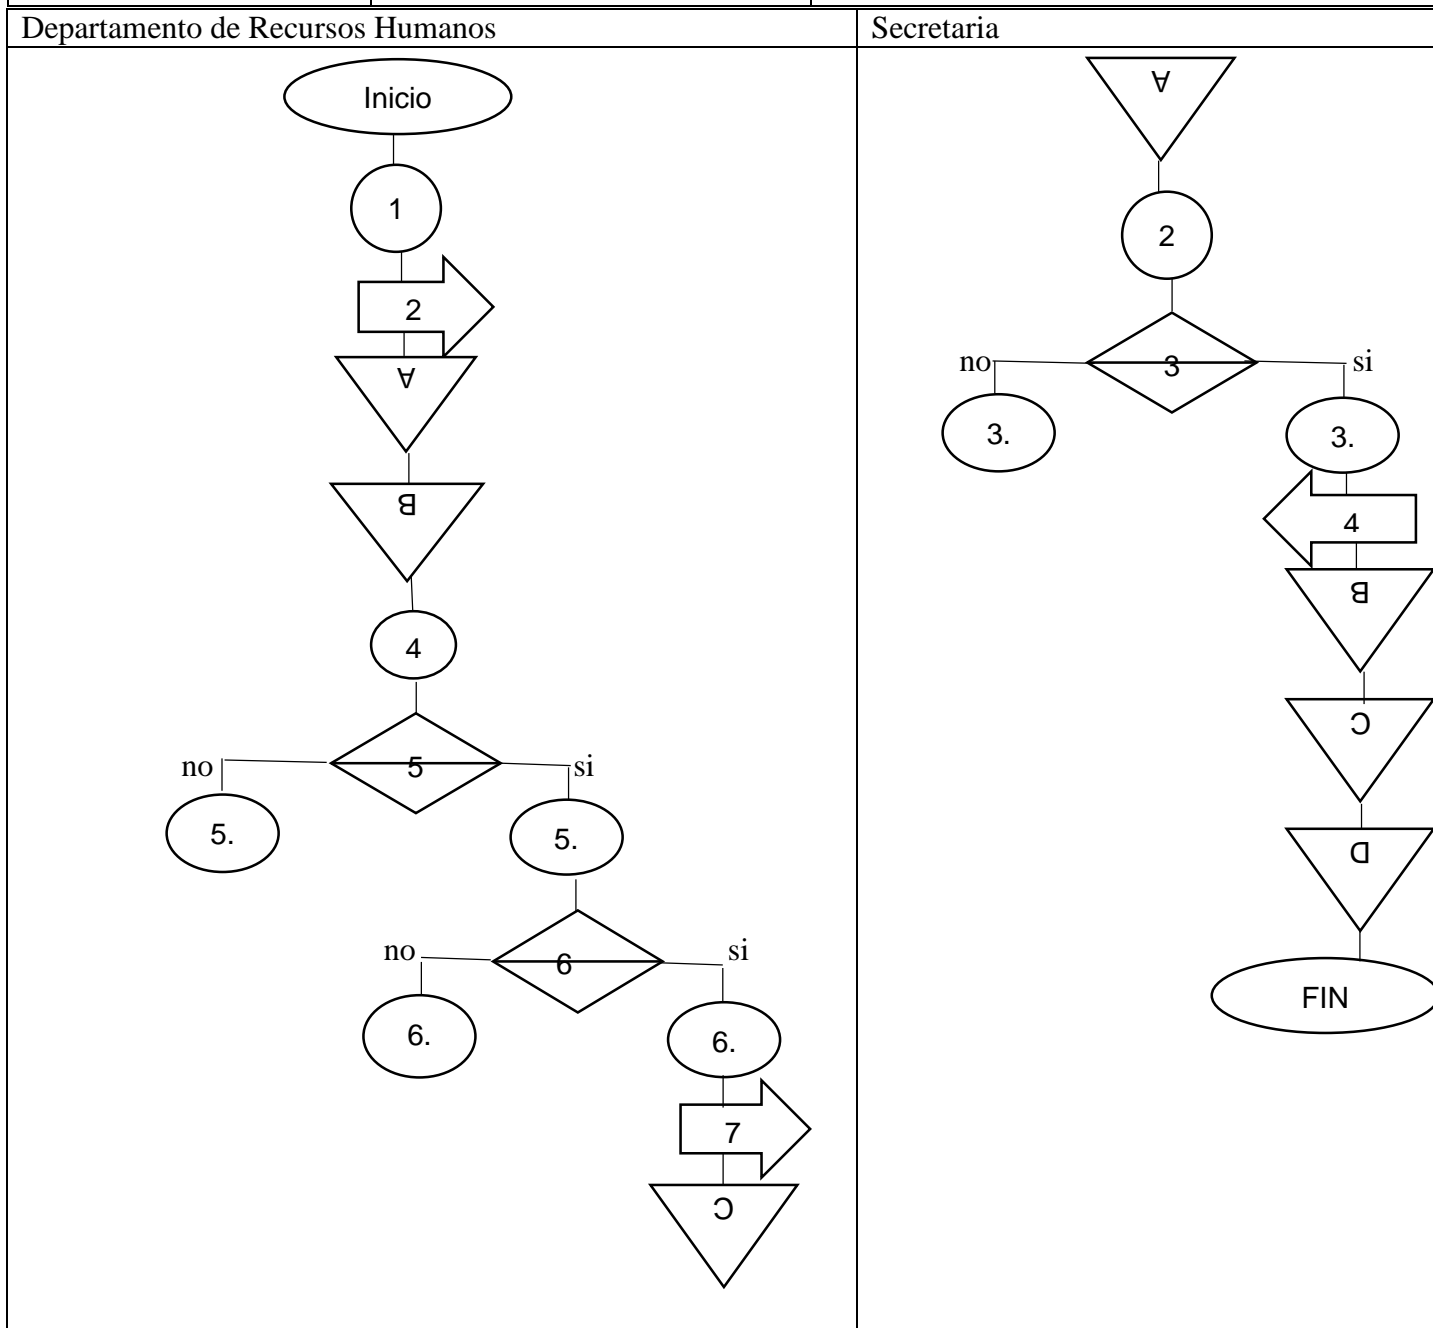 Departamento de Recursos Humanos
Inicio
1
2
A
B
4
no
5
si
5.
5.
no
6
si
6.
6.
7
C
Secretaria
A
2
no
3
si
3.
3.
4
B
C
D
FIN